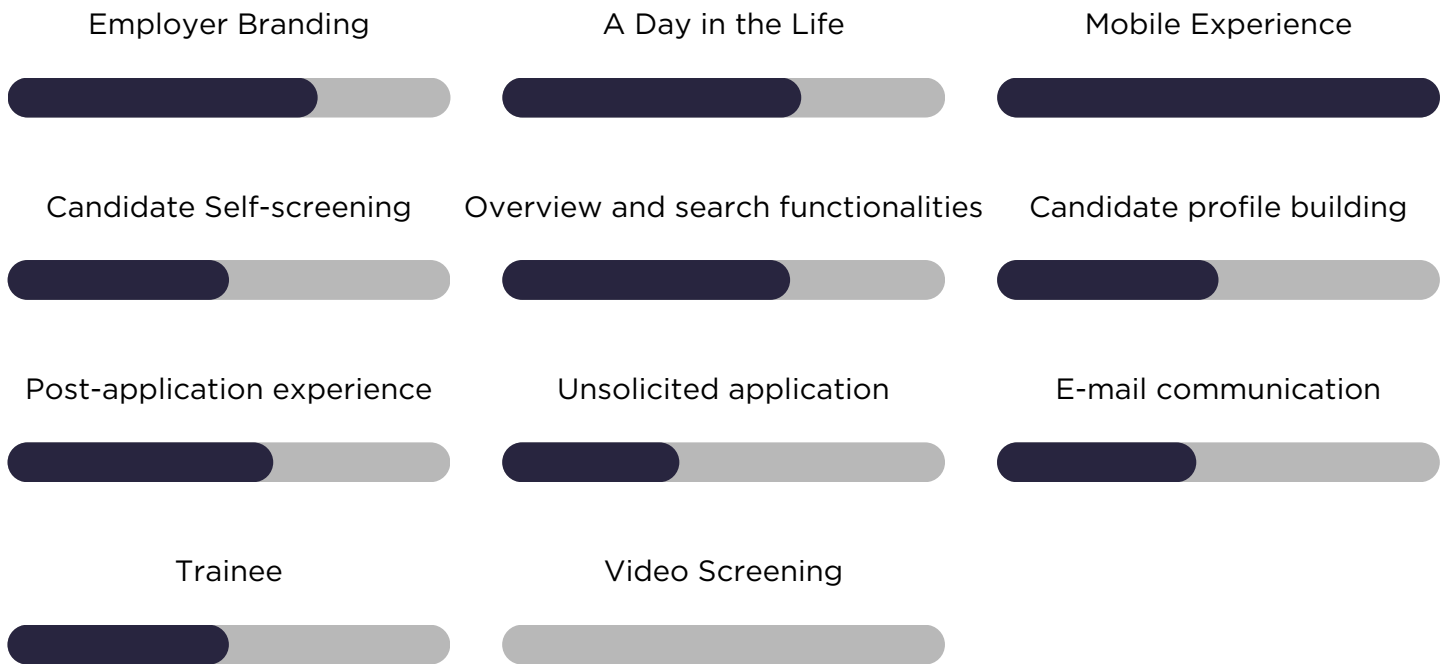 Employer Branding
A Day in the Life
Mobile Experience
Candidate Self-screening
Overview and search functionalities
Candidate profile building
Post-application experience
Unsolicited application
E-mail communication
Trainee
Video Screening